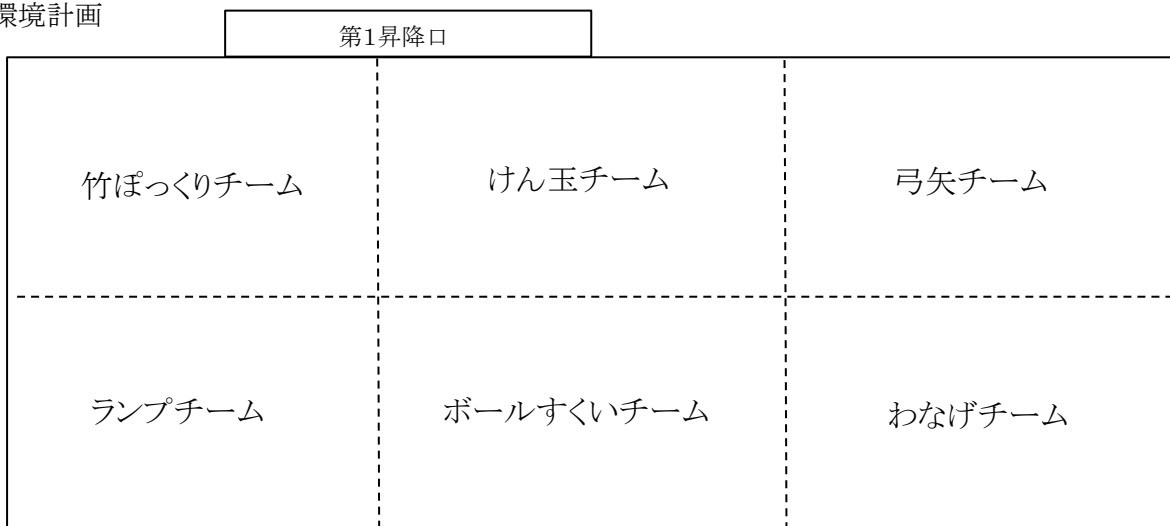 環境計画
第1昇降口
竹ぽっくりチーム
けん玉チーム
弓矢チーム
ランプチーム
ボールすくいチーム
わなげチーム